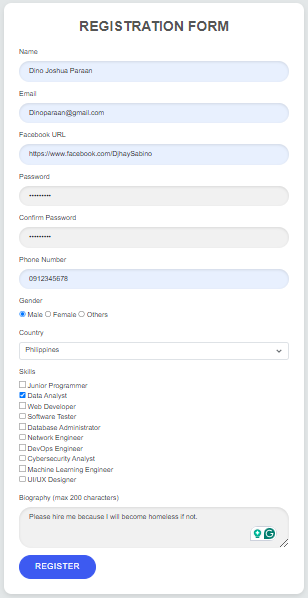 REGISTRATION FORM
Name
Dino Joshua Paraan
Email
Dinoparaan@gmail.com
Facebook URL
https://www.facebook.com/DjhaySabino
Password
•••••••••
Confirm Password
•••••••••
Phone Number
0912345678
Gender
Male Female Others
Country
Philippines
Skills
Junior Programmer
Data Analyst
Web Developer
Software Tester
Database Administrator
Network Engineer
DevOps Engineer
Cybersecurity Analyst
Machine Learning Engineer
UI/UX Designer
Biography (max 200 characters)
Please hire me because I will become homeless if not.
REGISTER